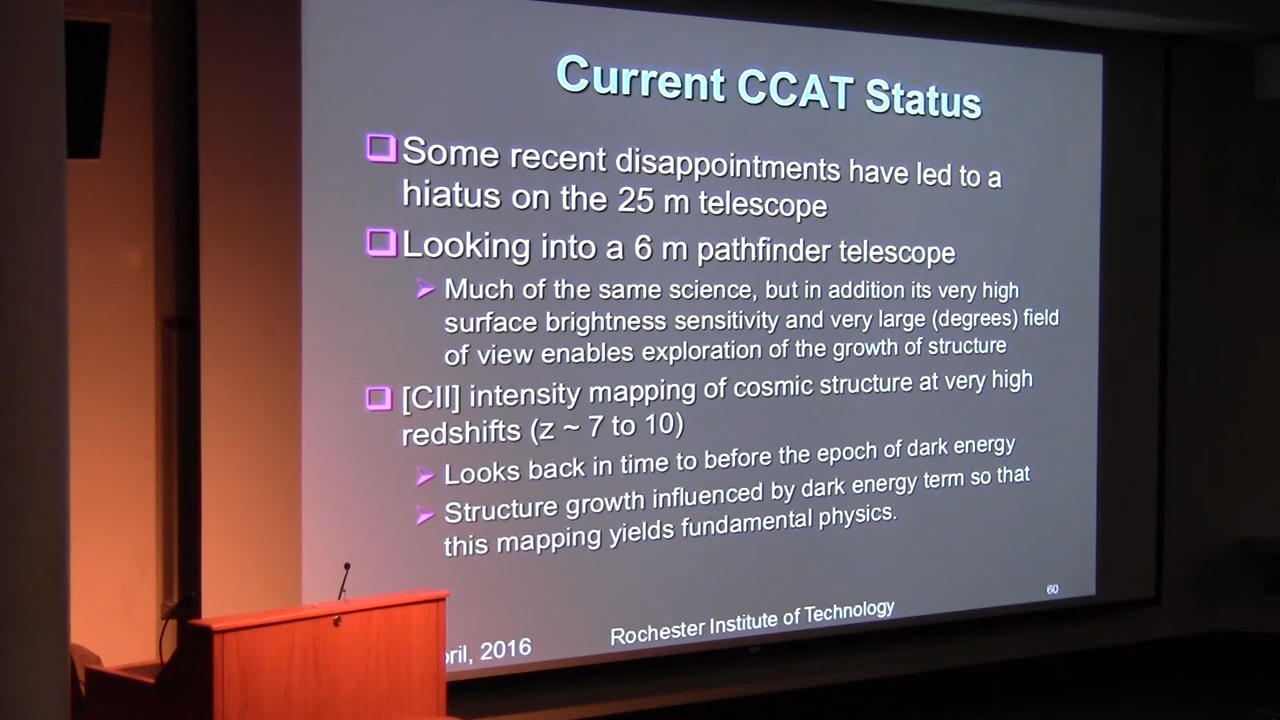 Current CCAT Status
Some recent disappointments have led to a
hiatus on the 25 m telescope
Looking into a 6 m pathfinder telescope
Much of the same science, but in addition its very high
surface brightness sensitivity and very large (degrees) field
of view enables exploration of the growth of structure
[CII] intensity mapping of cosmic structure at very high
redshifts (z ~ 7 to 10)
Looks back in time to before the epoch of dark energy
Structure growth influenced by dark energy term so that
this mapping yields fundamental physics.
60
ril, 2016
Rochester Institute of Technology